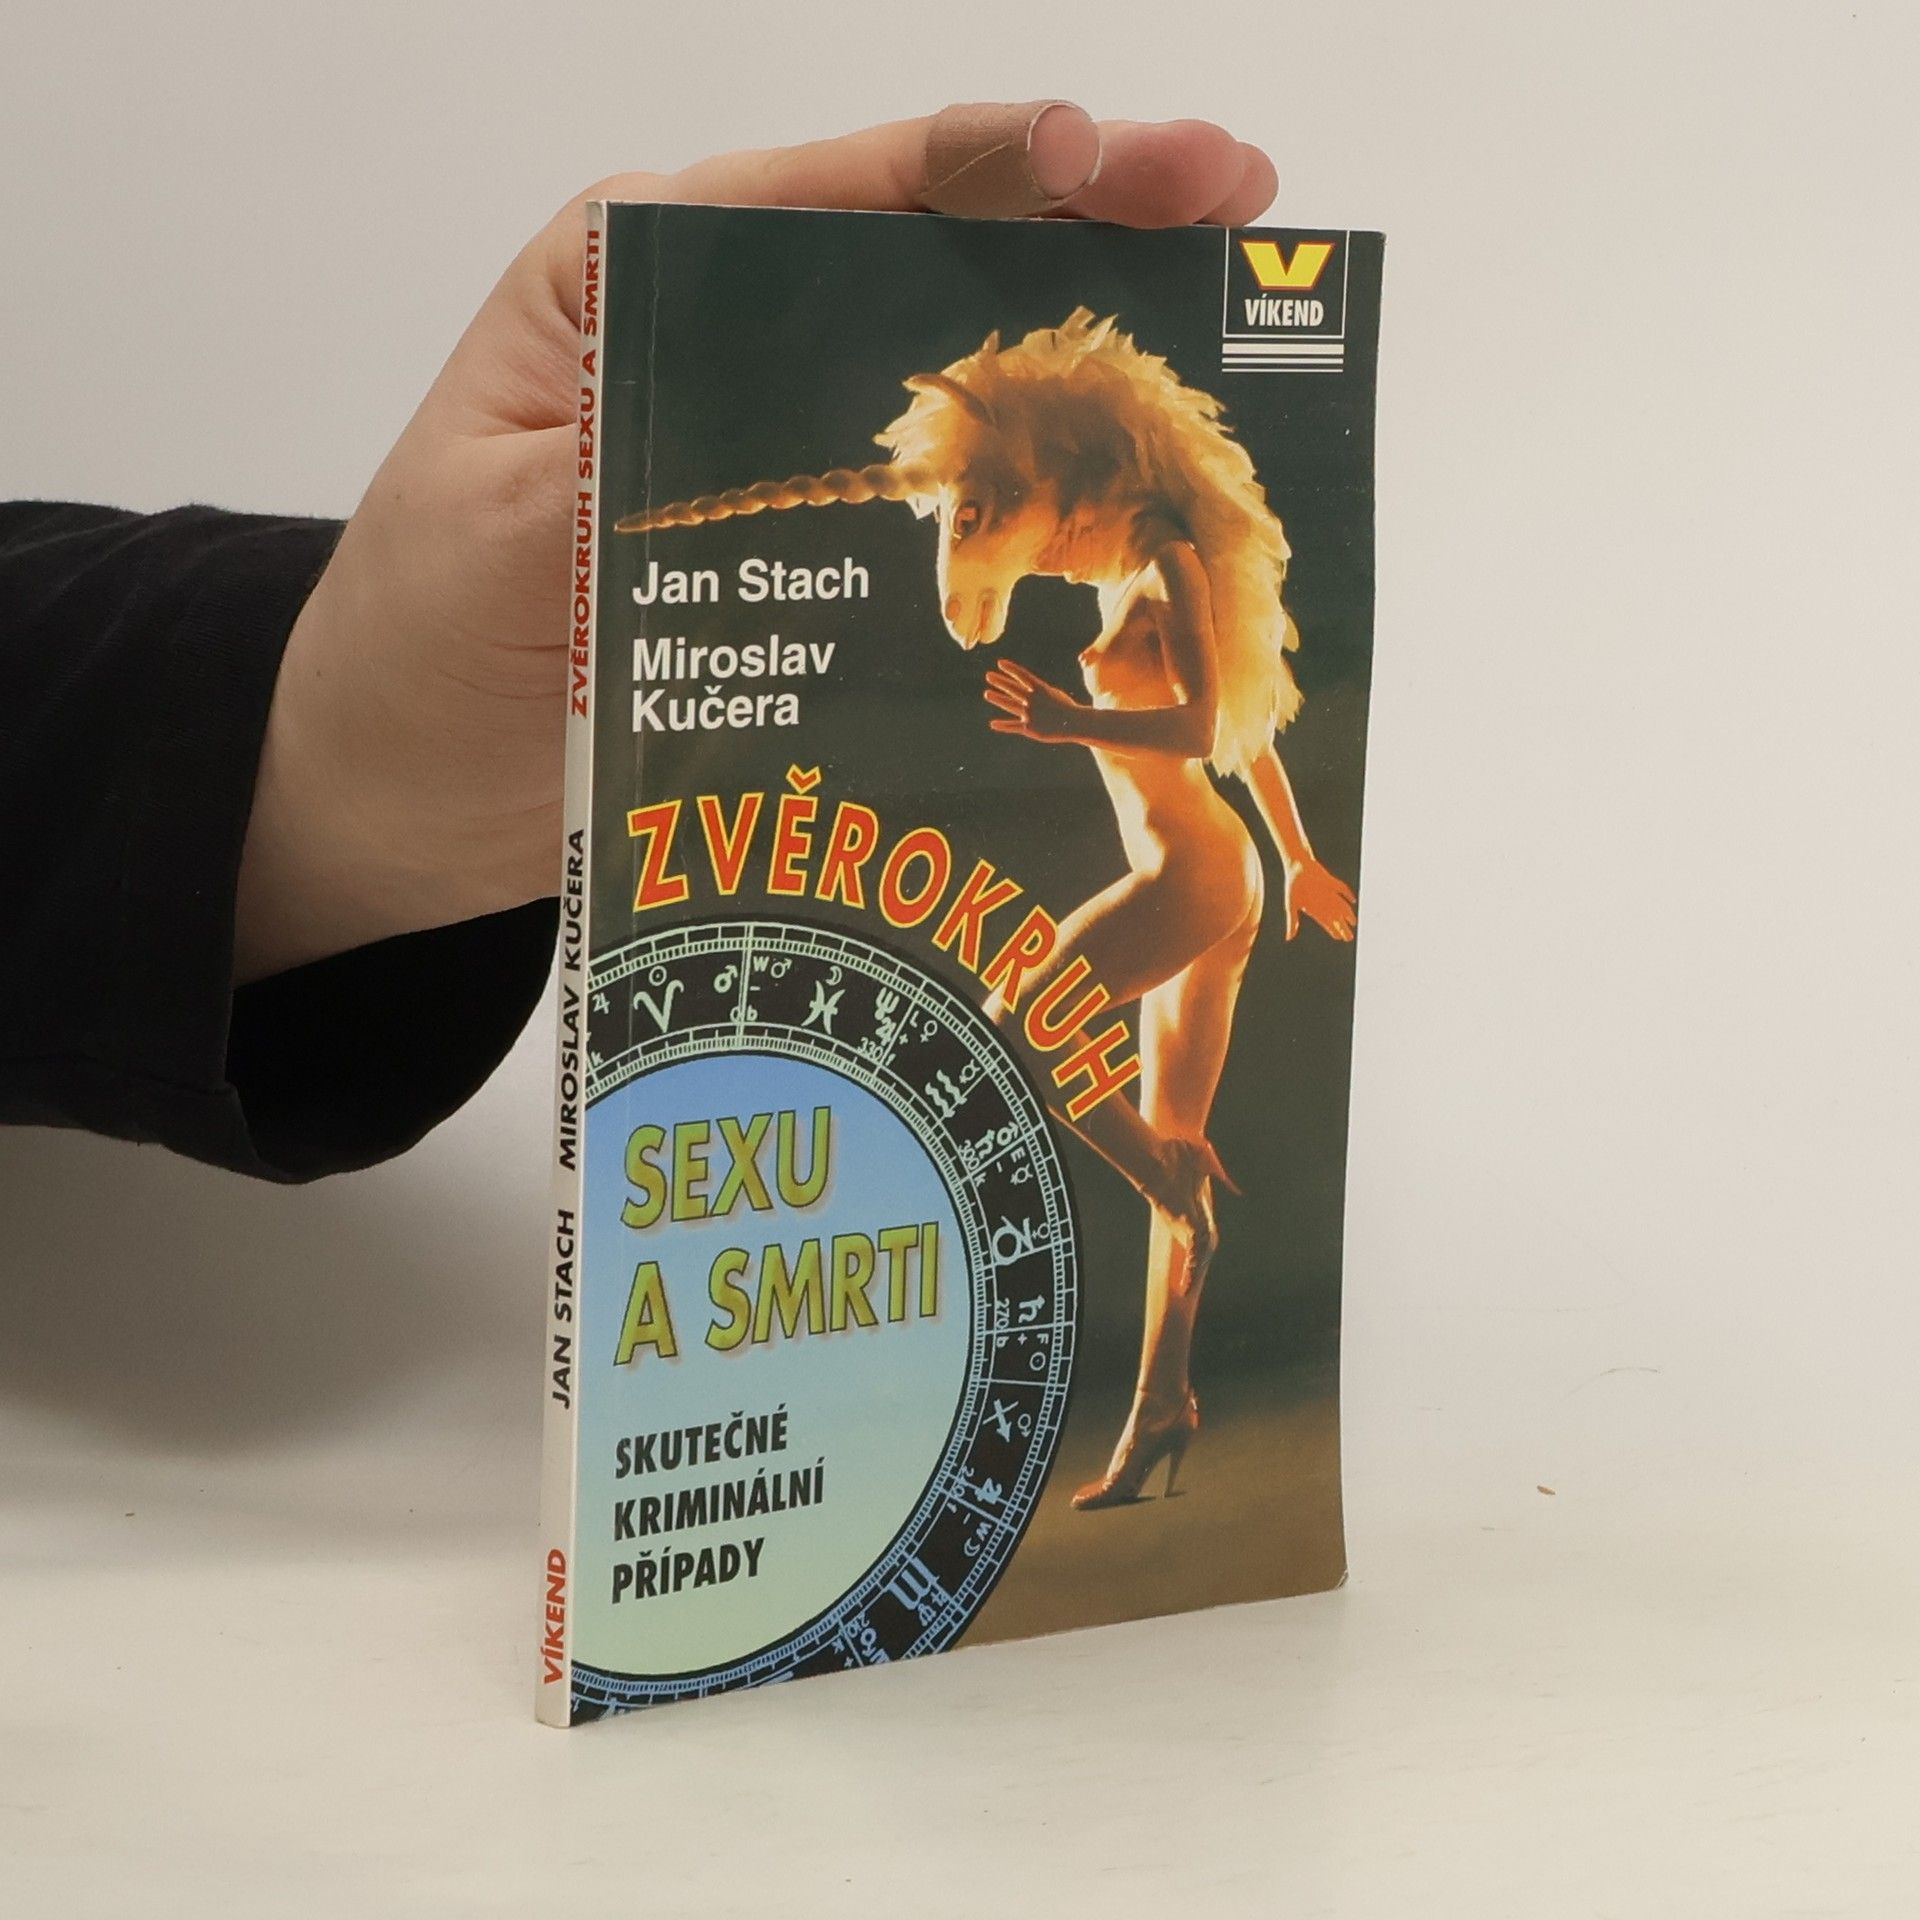 V
VÍKEND
Jan Stach
Miroslav
Kučera
ZVĚROKRUH
SEXU
A SMRTI
SKUTEČNÉ
KRIMINÁLNÍ
PŘÍPADY
VÍKEND JAN STACH MIROSLAV KUČERA ZVĚROKRUH SEXU A SMRTI